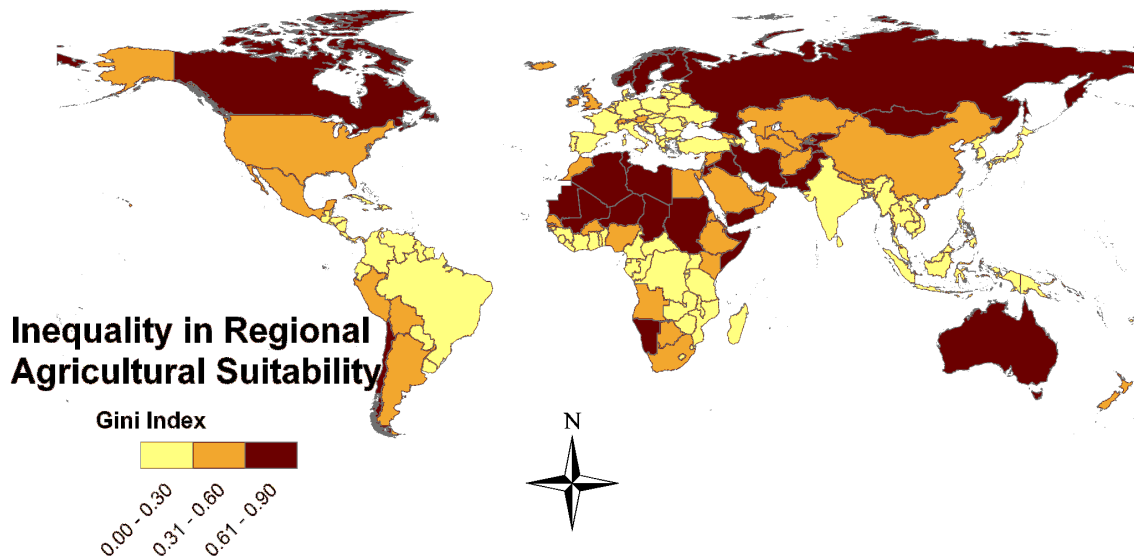 Inequality in Regional
Agricultural Suitability
Gini Index
0.00 - 0.30
0.31 - 0.60
0.61 - 0.90
N